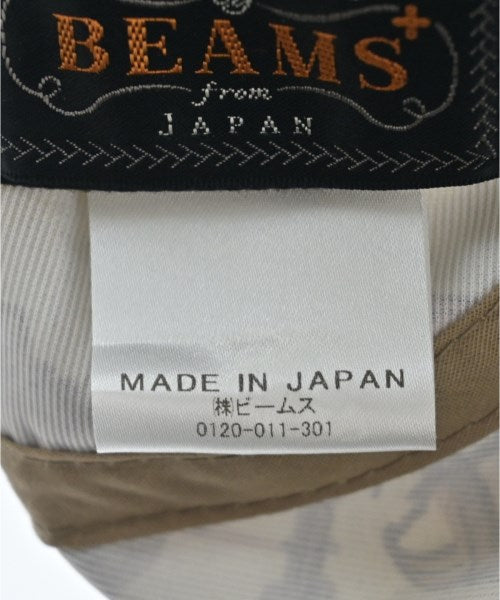 BEAMS+
from
JAPAN
MADE IN JAPAN
㈱ビームス
0120-011-301